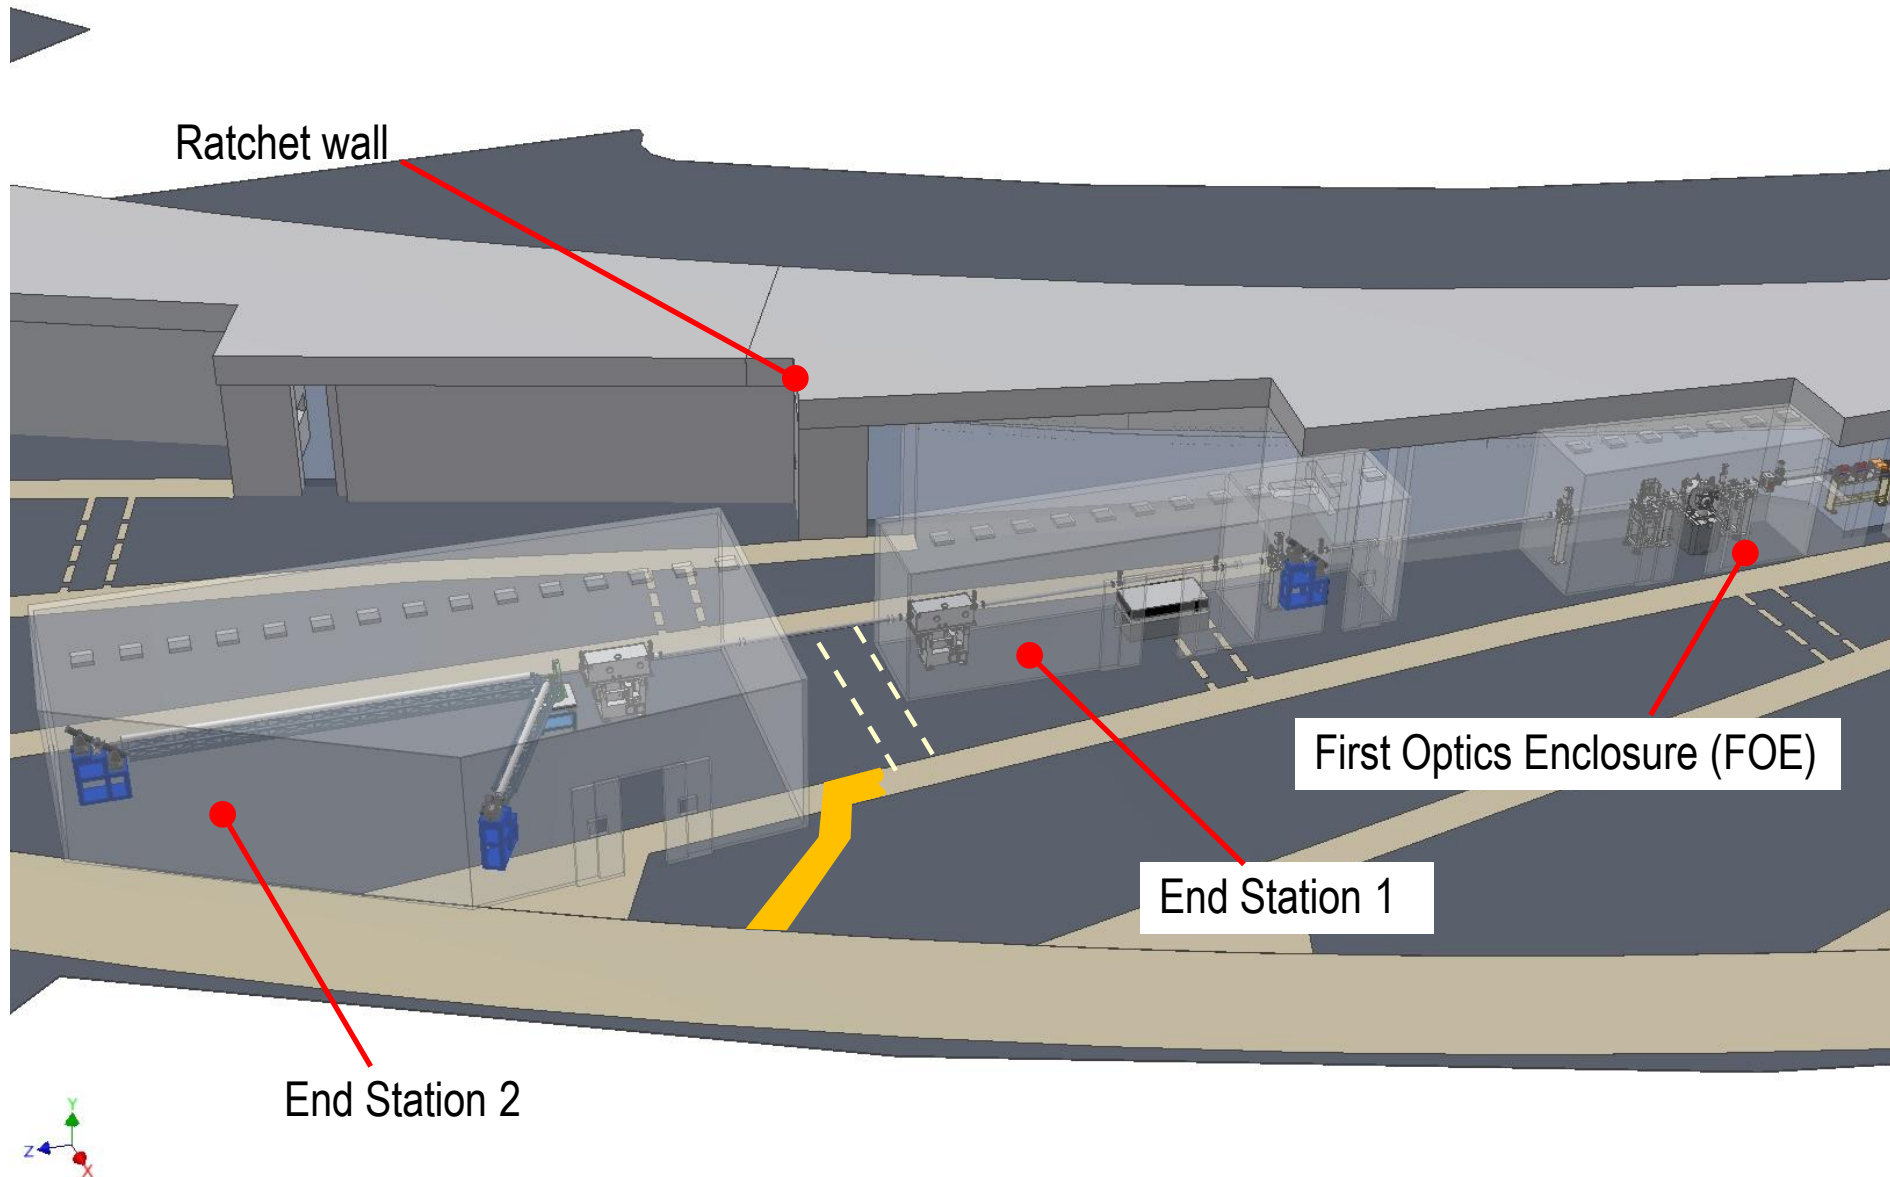 Ratchet wall
First Optics Enclosure (FOE)
End Station 1
End Station 2
Y
Z
X